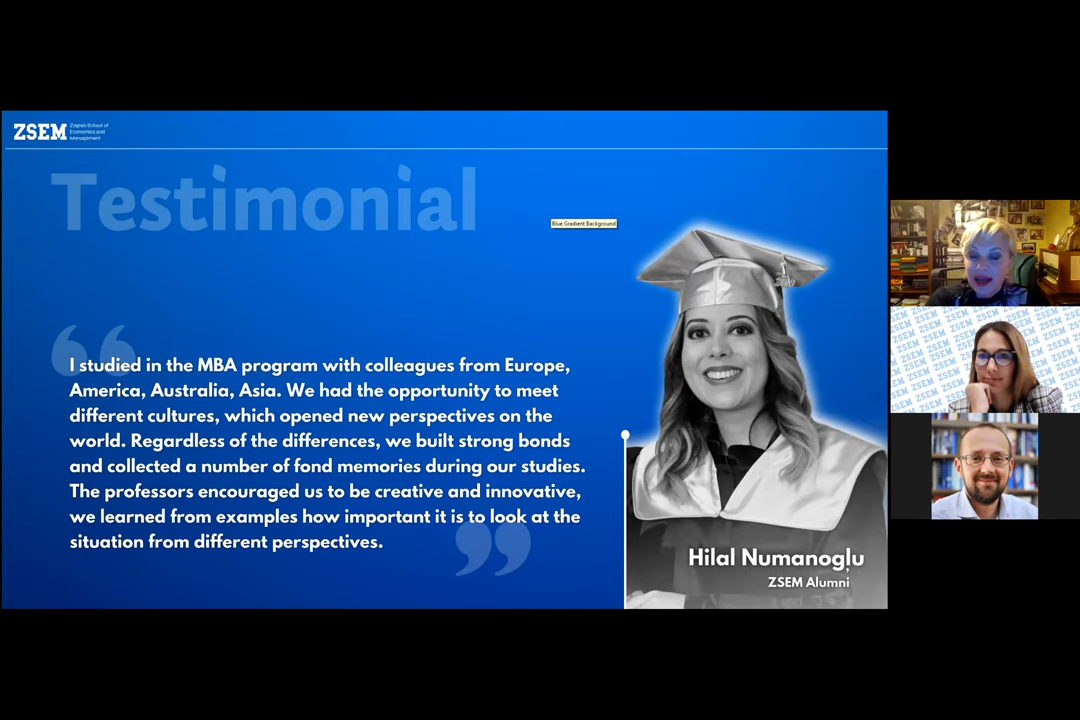 ZSEM
Zagreb School of
Economics and
Management
Testimonial
Blue Gradient Background
I studied in the MBA program with colleagues from Europe,
America, Australia, Asia. We had the opportunity to meet
different cultures, which opened new perspectives on the
world. Regardless of the differences, we built strong bonds
and collected a number of fond memories during our studies.
The professors encouraged us to be creative and innovative,
we learned from examples how important it is to look at the
situation from different perspectives.
Hilal Numanogļu
ZSEM Alumni